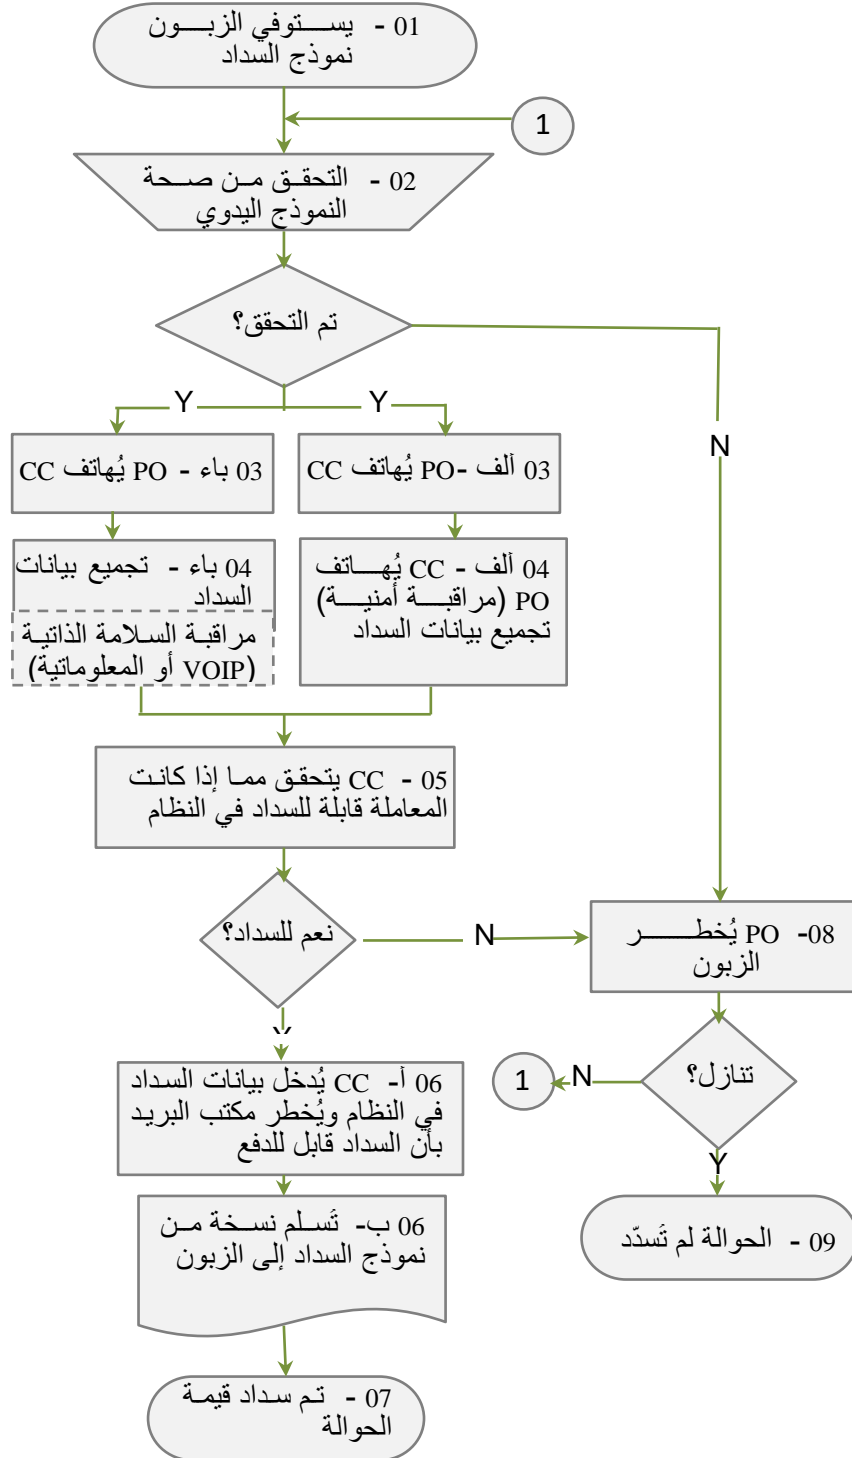 01 - يستوفي الزبون
نموذج السداد
1
02 - التحقق من صحة
النموذج اليدوي
تم التحقق؟
Y
Y
N
03 ألف -PO يُهاتف CC
03 باء - PO يُهاتف CC
04 ألف - CC يُهاتف
PO (مراقبة أمنية)
تجميع بيانات السداد
04 باء - تجميع بيانات
السداد
مراقبة السلامة الذاتية
(VOIP أو المعلوماتية)
05 - CC يتحقق مما إذا كانت
المعاملة قابلة للسداد في النظام
نعم للسداد؟
N
08- PO يُخطر
الزبون
Y
06 أ- CC يُدخل بيانات السداد
في النظام ويُخطر مكتب البريد
بأن السداد قابل للدفع
تنازل؟
N
1
Y
06 ب- تُسلم نسخة من
نموذج السداد إلى الزبون
09 - الحوالة لم تُسدّد
07 - تم سداد قيمة
الحوالة